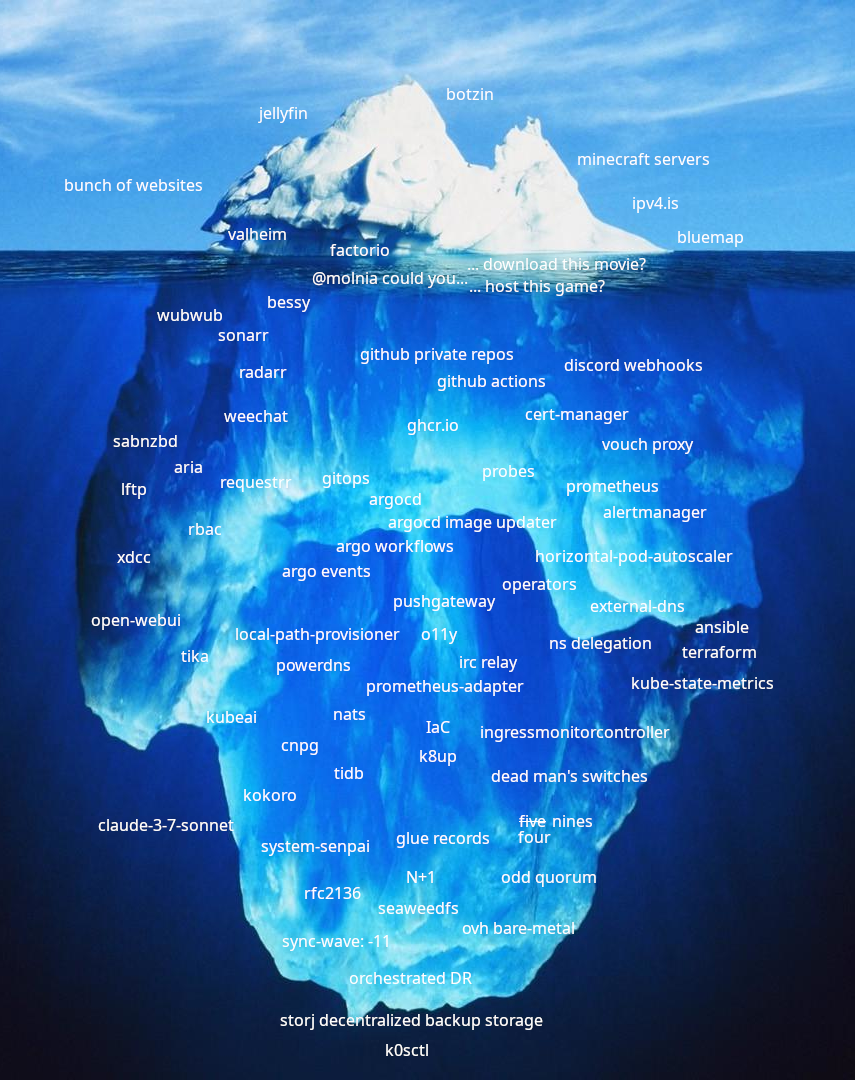 botzin
jellyfin
minecraft servers
bunch of websites
ipv4.is
valheim
bluemap
factorio
... download this movie?
@molnia could you...
... host this game?
bessy
wubwub
sonarr
github private repos
discord webhooks
radarr
github actions
weechat
cert-manager
ghcr.io
sabnzbd
vouch proxy
aria
probes
gitops
requestrr
lftp
prometheus
argocd
alertmanager
argocd image updater
rbac
argo workflows
xdcc
horizontal-pod-autoscaler
argo events
operators
pushgateway
external-dns
open-webui
ansible
local-path-provisioner
o11y
ns delegation
terraform
tika
powerdns
irc relay
prometheus-adapter
kube-state-metrics
kubeai
nats
IaC
ingressmonitorcontroller
cnpg
k8up
tidb
dead man's switches
kokoro
claude-3-7-sonnet
five nines
four
glue records
system-senpai
N+1
odd quorum
rfc2136
seaweedfs
ovh bare-metal
sync-wave: -11
orchestrated DR
storj decentralized backup storage
k0sctl